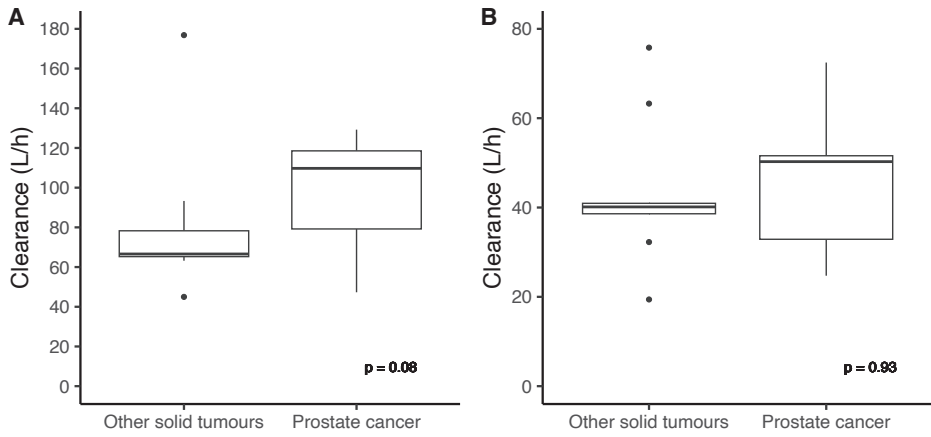 A
Clearance (L/h)
180
160
140
120
100
80
60
40
20
0
p = 0.08
Other solid tumours
Prostate cancer
B
Clearance (L/h)
80
60
40
20
0
p = 0.93
Other solid tumours
Prostate cancer